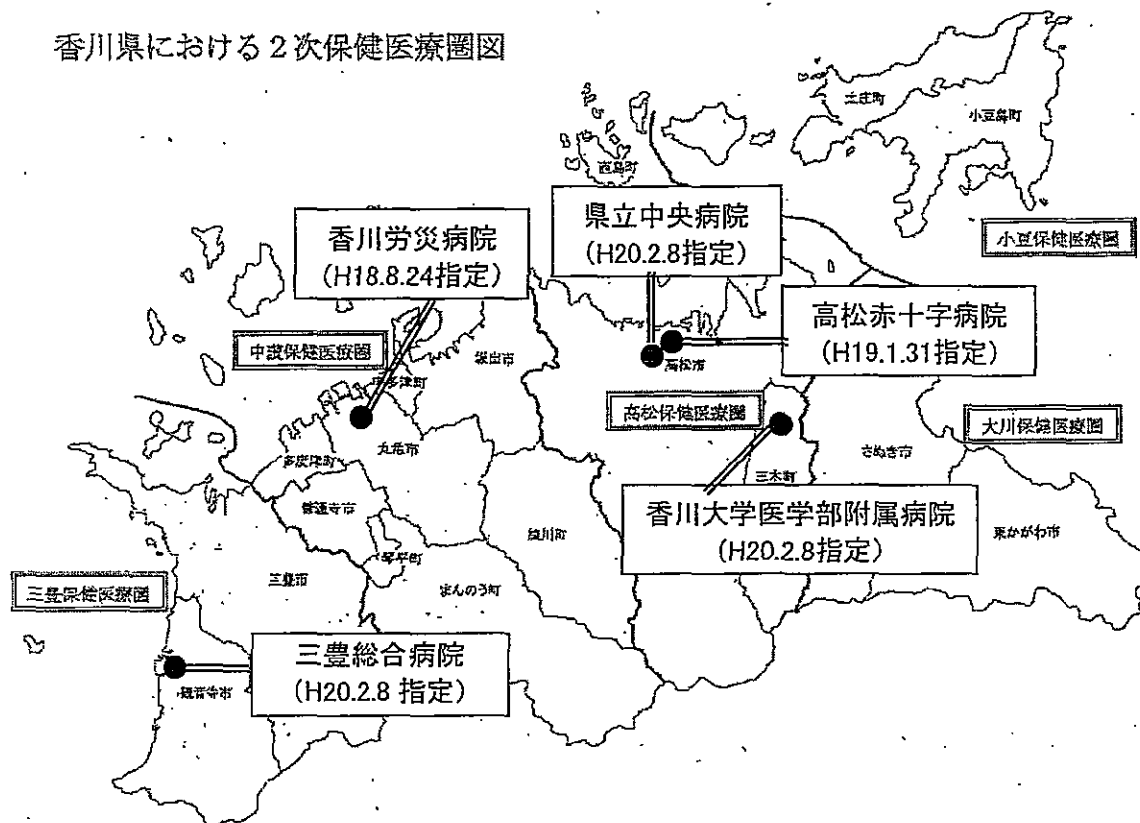 香川県における2次保健医療圏図
土庄町
小豆島町
直島町
小豆保健医療圏
県立中央病院
(H20.2.8指定)
香川労災病院
(H18.8.24指定)
高松赤十字病院
(H19.1.31指定)
中讃保健医療圏
坂出市
宇多津町
高松市
高松保健医療圏
大川保健医療圏
さぬき市
丸亀市
多度津町
善通寺市
三木町
香川大学医学部附属病院
(H20.2.8指定)
東かがわ市
綾川町
琴平町
まんのう町
三豊市
三豊保健医療圏
三豊総合病院
(H20.2.8 指定)
観音寺市